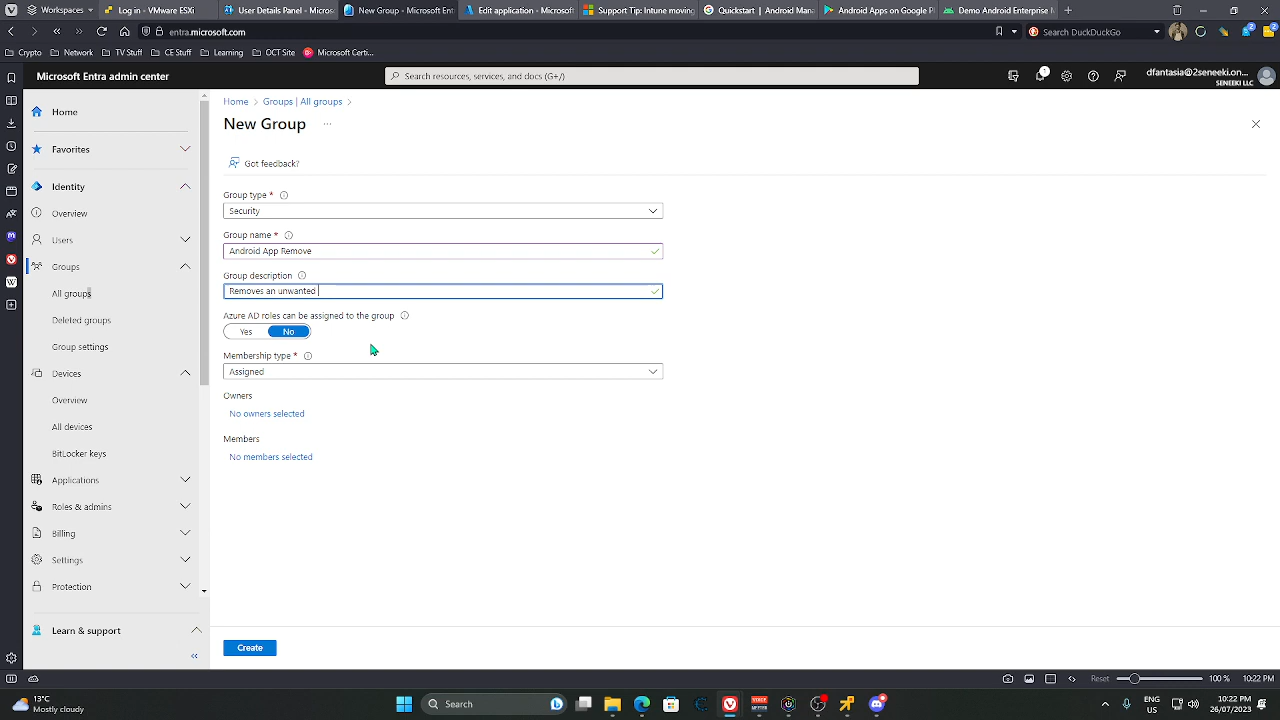 Workspaces
Log in - VMware ESXi
User Details Panel - Micros
New Group - Microsoft En
Edit application - Microsoft
Support Tip: Intune moving
Quickstart | Android Man
Android Apps on Google P
Demo Android Enterprise
entra.microsoft.com
Search DuckDuckGo
Crypto
Network
TV Stuff
CE Stuff
Learning
OCT Site
Microsoft Certi...
Microsoft Entra admin center
Search resources, services, and docs (G+/)
1
dfantasia@2seneeki.on...
SENEEKI LLC
Home
Favorites
Identity
Overview
Users
Groups
All groups
Deleted groups
Group settings
Devices
Overview
All devices
BitLocker keys
Applications
Roles & admins
Billing
Settings
Protection
Learn & support
Home > Groups | All groups >
New Group ...
Got feedback?
Group type *
Security
Group name *
Android App Remove
Group description
Removes an unwanted
Azure AD roles can be assigned to the group
Yes No
Membership type *
Assigned
Owners
No owners selected
Members
No members selected
Create
Reset
100 %
10:22 PM
13°C
Mostly cloudy
Search
ENG
US
10:22 PM
26/07/2023